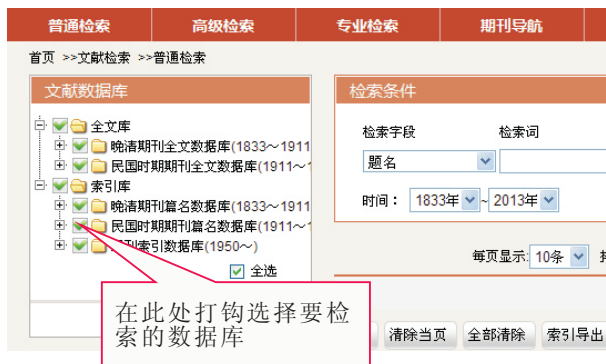 普通检索 高级检索 专业检索 期刊导航
首页 >>文献检索 >>普通检索
文献数据库
全文库
晚清期刊全文数据库(1833～1911
民国时期期刊全文数据库(1911～1
索引库
晚清期刊篇名数据库(1833～1911
民国时期期刊篇名数据库(1911～1
刊索引数据库(1950～)
全选
检索条件
检索字段 检索词
题名
时间： 1833年 ~ 2013年
每页显示: 10条
清除当页 全部清除 索引导出
在此处打钩选择要检
索的数据库